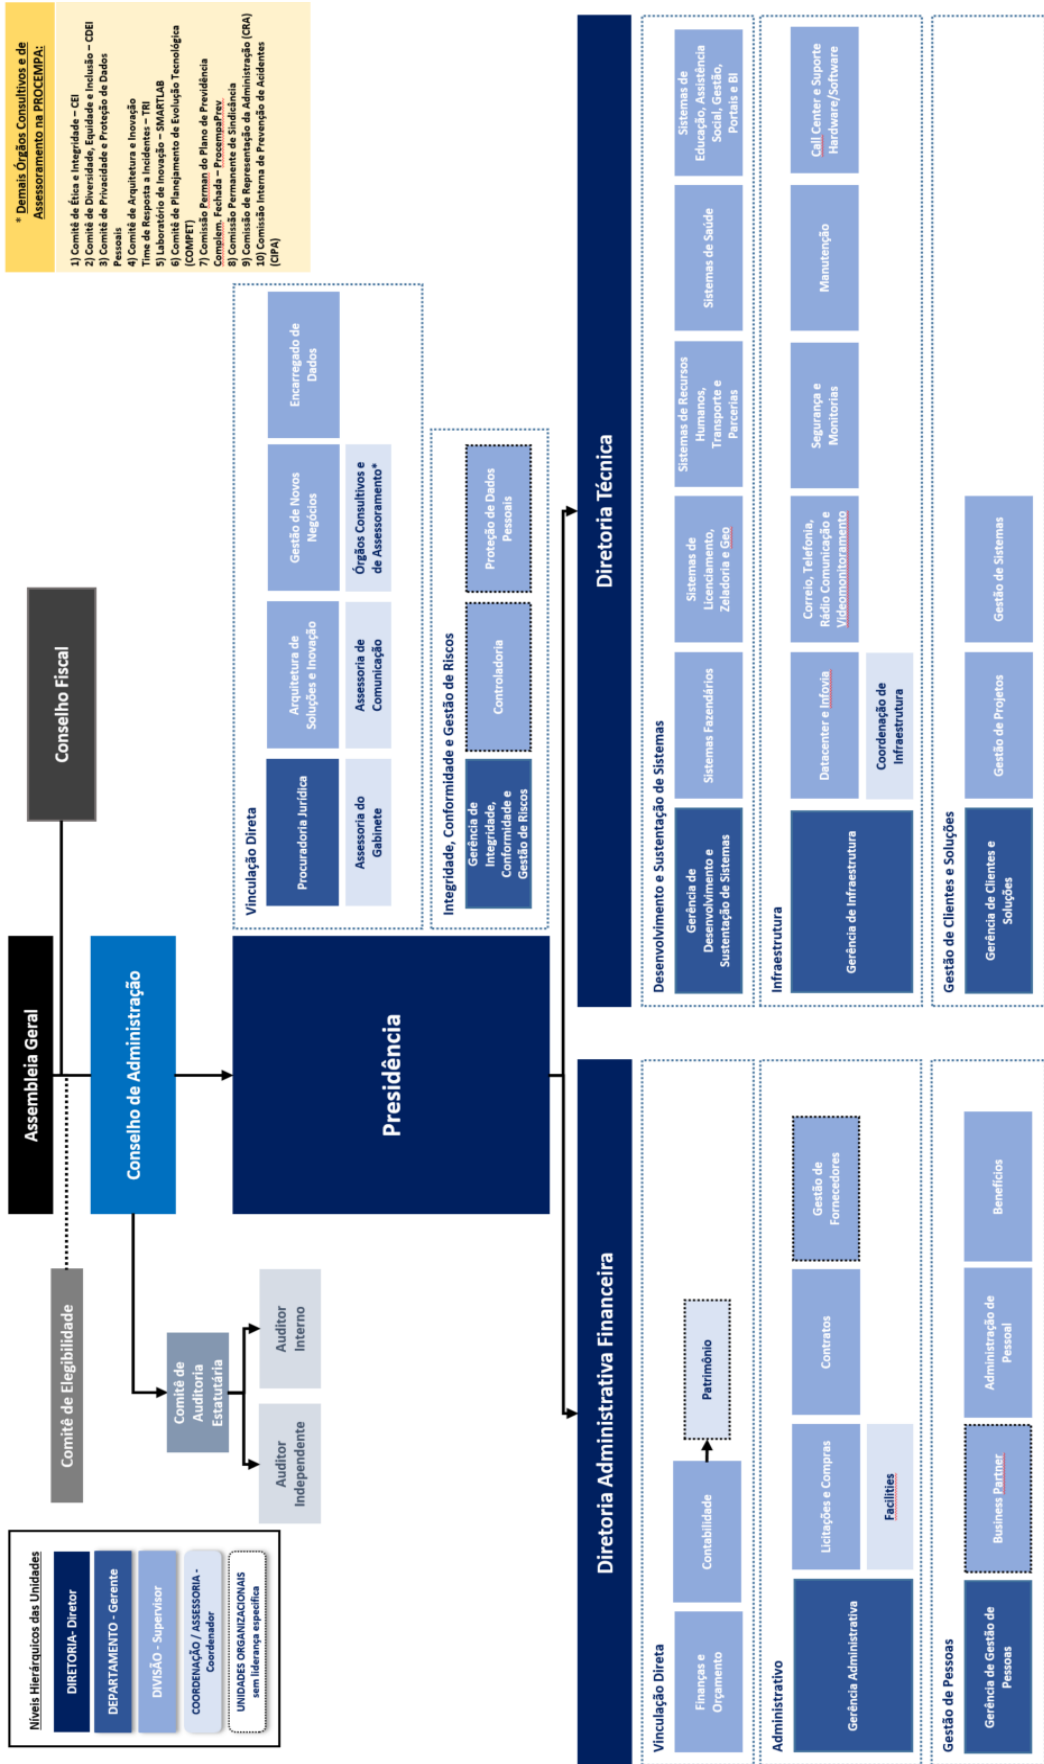 Níveis Hierárquicos das Unidades
DIRETORIA- Diretor
DEPARTAMENTO - Gerente
DIVISÃO - Supervisor
COORDENAÇÃO / ASSESSORIA -
Coordenador
UNIDADES ORGANIZACIONAIS
sem liderança específica
Assembleia Geral
Comitê de Elegibilidade
Conselho Fiscal
Conselho de Administração
Comitê de
Auditoria
Estatutária
Auditor
Independente
Auditor
Interno
Presidência
* Demais Órgãos Consultivos e de
Assessoramento na PROCEMPA:
1) Comitê de Ética e Integridade – CEI
2) Comitê de Diversidade, Equidade e Inclusão – CDEI
3) Comitê de Privacidade e Proteção de Dados
Pessoais
4) Comitê de Arquitetura e Inovação
Time de Resposta a Incidentes – TRI
5) Laboratório de Inovação – SMARTLAB
6) Comitê de Planejamento de Evolução Tecnológica
(COMPET)
7) Comissão Perman do Plano de Previdência
Complem. Fechada – ProcempaPrev
8) Comissão Permanente de Sindicância
9) Comissão de Representação da Administração (CRA)
10) Comissão Interna de Prevenção de Acidentes
(CIPA)
Vinculação Direta
Procuradoria Jurídica
Arquitetura de
Soluções e Inovação
Gestão de Novos
Negócios
Encarregado de
Dados
Assessoria do
Gabinete
Assessoria de
Comunicação
Órgãos Consultivos e
de Assessoramento*
Integridade, Conformidade e Gestão de Riscos
Gerência de
Integridade,
Conformidade e
Gestão de Riscos
Controladoria
Proteção de Dados
Pessoais
Diretoria Administrativa Financeira
Vinculação Direta
Finanças e
Orçamento
Contabilidade
Patrimônio
Administrativo
Gerência Administrativa
Licitações e Compras
Contratos
Gestão de
Fornecedores
Facilities
Gestão de Pessoas
Gerência de Gestão de
Pessoas
Business Partner
Administração de
Pessoal
Benefícios
Diretoria Técnica
Desenvolvimento e Sustentação de Sistemas
Gerência de
Desenvolvimento e
Sustentação de Sistemas
Sistemas Fazendários
Sistemas de
Licenciamento,
Zeladoria e Geo
Sistemas de Recursos
Humanos,
Transporte e
Parcerias
Sistemas de Saúde
Sistemas de
Educação, Assistência
Social, Gestão,
Portais e BI
Infraestrutura
Gerência de Infraestrutura
Datacenter e Infovia
Correio, Telefonia,
Rádio Comunicação e
Videomonitoramento
Segurança e
Monitorias
Manutenção
Call Center e Suporte
Hardware/Software
Coordenação de
Infraestrutura
Gestão de Clientes e Soluções
Gerência de Clientes e
Soluções
Gestão de Projetos
Gestão de Sistemas